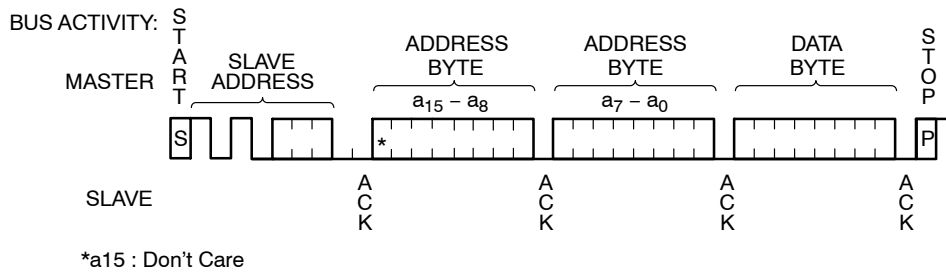 BUS ACTIVITY:
MASTER
START
SLAVE
ADDRESS
ADDRESS
BYTE
a15 – a8
ADDRESS
BYTE
a7 – a0
DATA
BYTE
STOP
S
*
P
SLAVE
ACK
ACK
ACK
ACK
*a15 : Don't Care